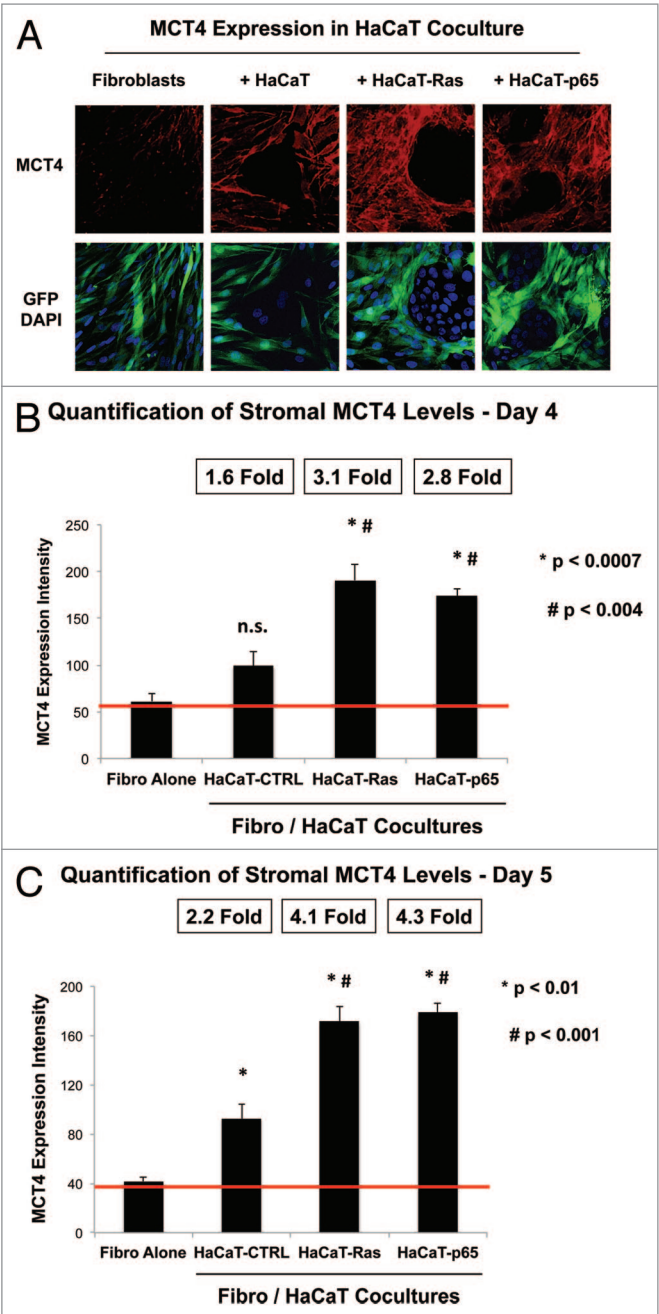 A
MCT4 Expression in HaCaT Coculture
Fibroblasts + HaCaT + HaCaT-Ras + HaCaT-p65
MCT4
GFP
DAPI
B Quantification of Stromal MCT4 Levels - Day 4
1.6 Fold 3.1 Fold 2.8 Fold
MCT4 Expression Intensity
250
200
150
100
50
0
n.s.
* #
* #
* p < 0.0007
# p < 0.004
Fibro Alone HaCaT-CTRL HaCaT-Ras HaCaT-p65
Fibro / HaCaT Cocultures
C Quantification of Stromal MCT4 Levels - Day 5
2.2 Fold 4.1 Fold 4.3 Fold
MCT4 Expression Intensity
200
160
120
80
40
0
*
* #
* #
* p < 0.01
# p < 0.001
Fibro Alone HaCaT-CTRL HaCaT-Ras HaCaT-p65
Fibro / HaCaT Cocultures